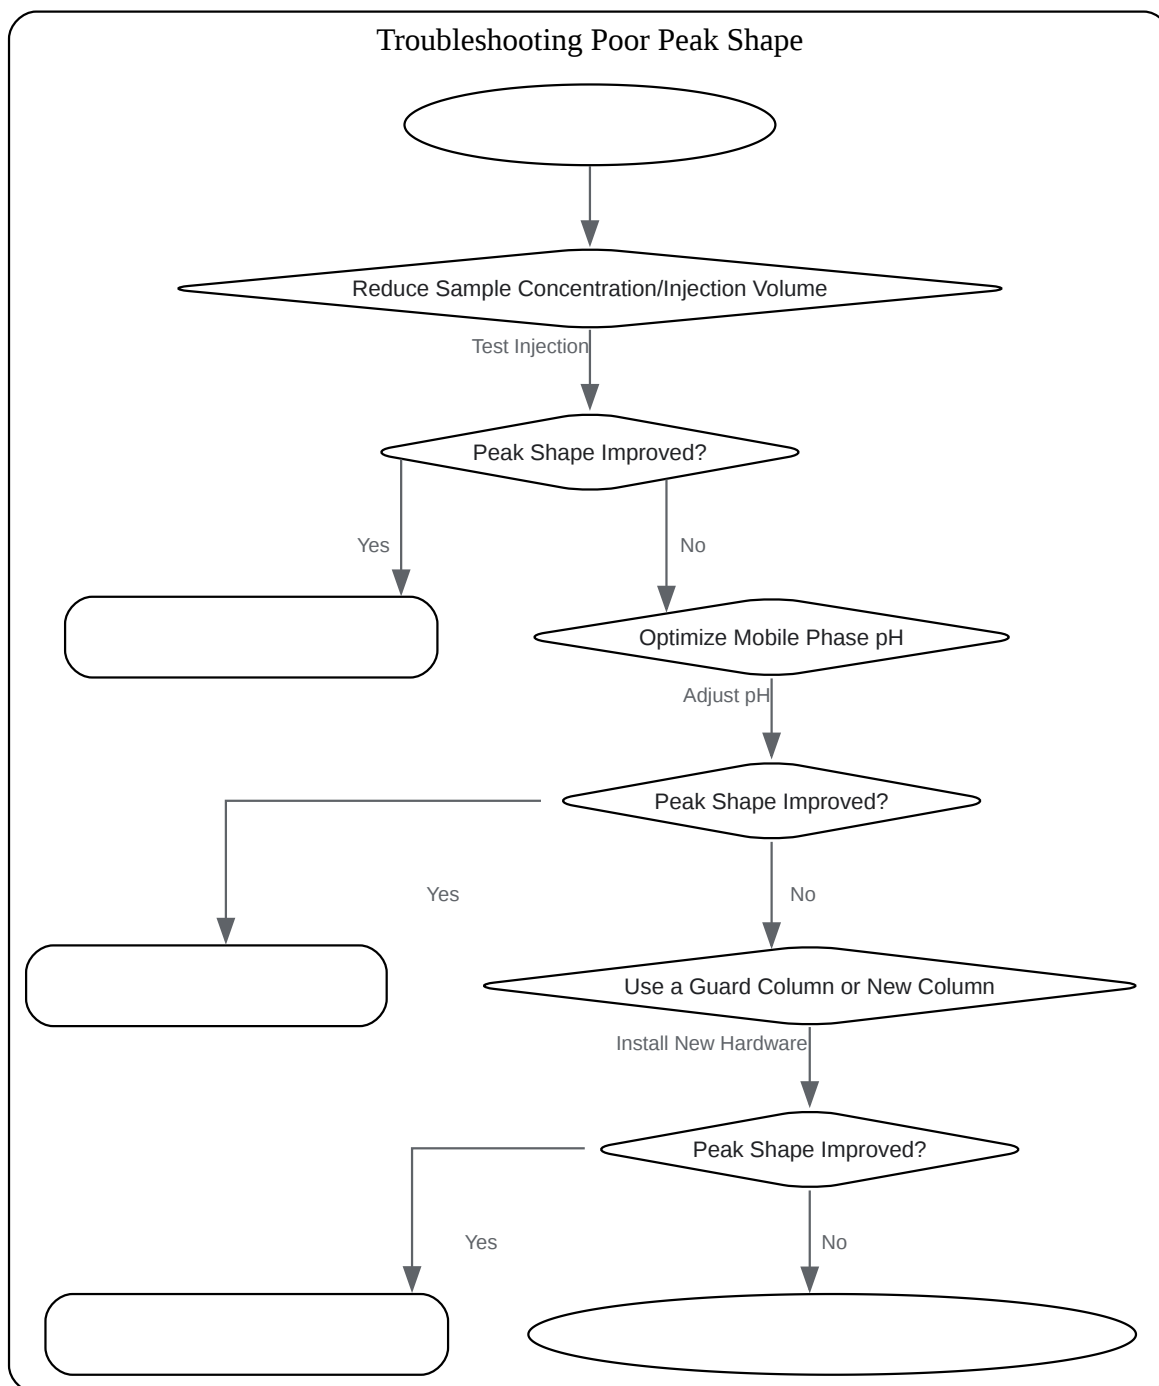 Troubleshooting Poor Peak Shape
Reduce Sample Concentration/Injection Volume
Test Injection
Peak Shape Improved?
Yes
No
Optimize Mobile Phase pH
Adjust pH
Peak Shape Improved?
Yes
No
Use a Guard Column or New Column
Install New Hardware
Peak Shape Improved?
Yes
No